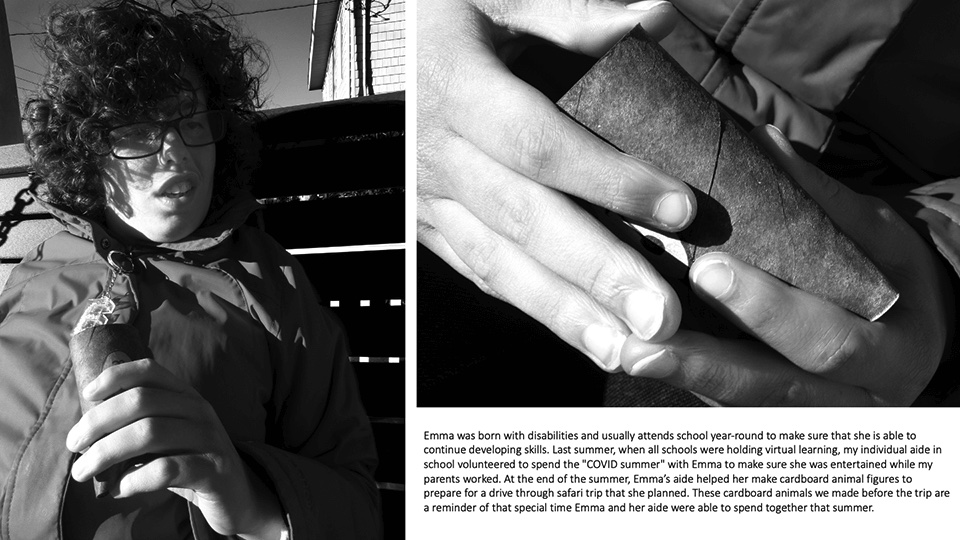 Emma was born with disabilities and usually attends school year-round to make sure that she is able to
continue developing skills. Last summer, when all schools were holding virtual learning, my individual aide in
school volunteered to spend the "COVID summer" with Emma to make sure she was entertained while my
parents worked. At the end of the summer, Emma’s aide helped her make cardboard animal figures to
prepare for a drive through safari trip that she planned. These cardboard animals we made before the trip are
a reminder of that special time Emma and her aide were able to spend together that summer.